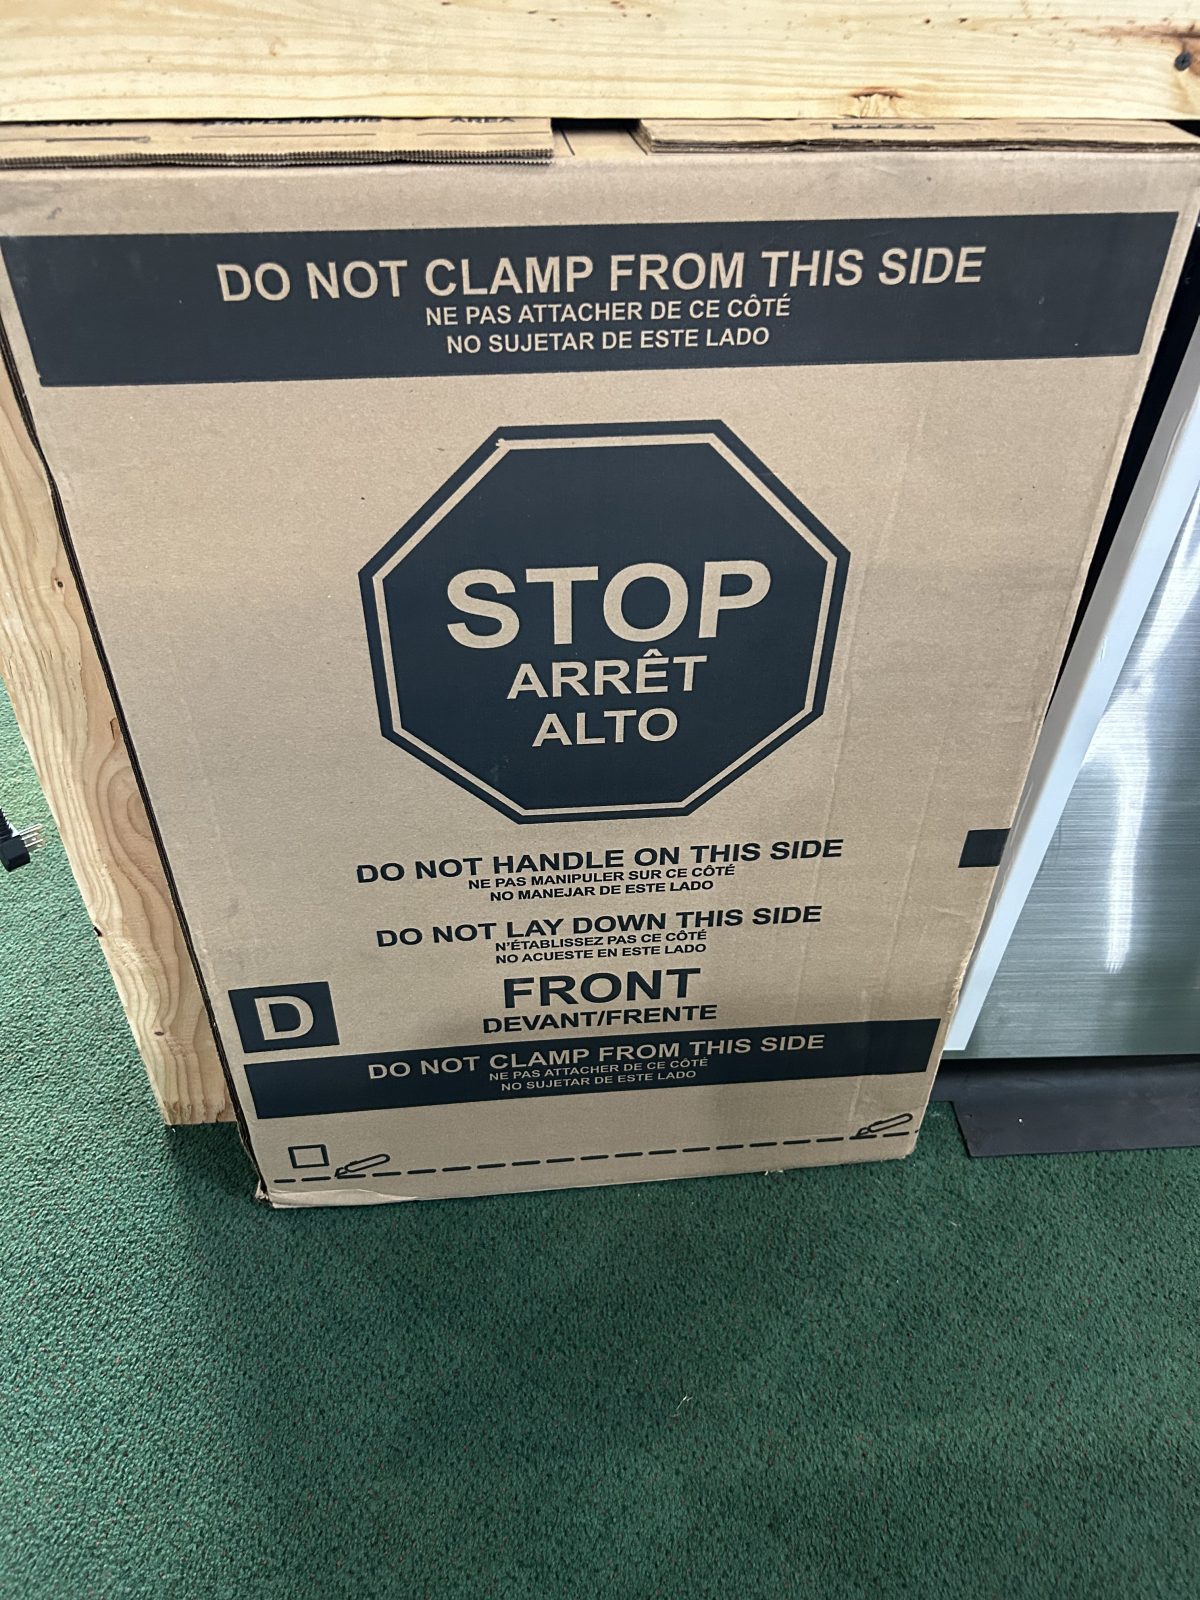 AREA
DO NOT CLAMP FROM THIS SIDE
NE PAS ATTACHER DE CE CÔTÉ
NO SUJETAR DE ESTE LADO
STOP
ARRÊT
ALTO
DO NOT HANDLE ON THIS SIDE
NE PAS MANIPULER SUR CE CÔTÉ
NO MANEJAR DE ESTE LADO
DO NOT LAY DOWN THIS SIDE
N'ÉTABLISSEZ PAS CE CÔTÉ
NO ACUESTE EN ESTE LADO
D
FRONT
DEVANT/FRENTE
DO NOT CLAMP FROM THIS SIDE
NE PAS ATTACHER DE CE CÔTÉ
NO SUJETAR DE ESTE LADO